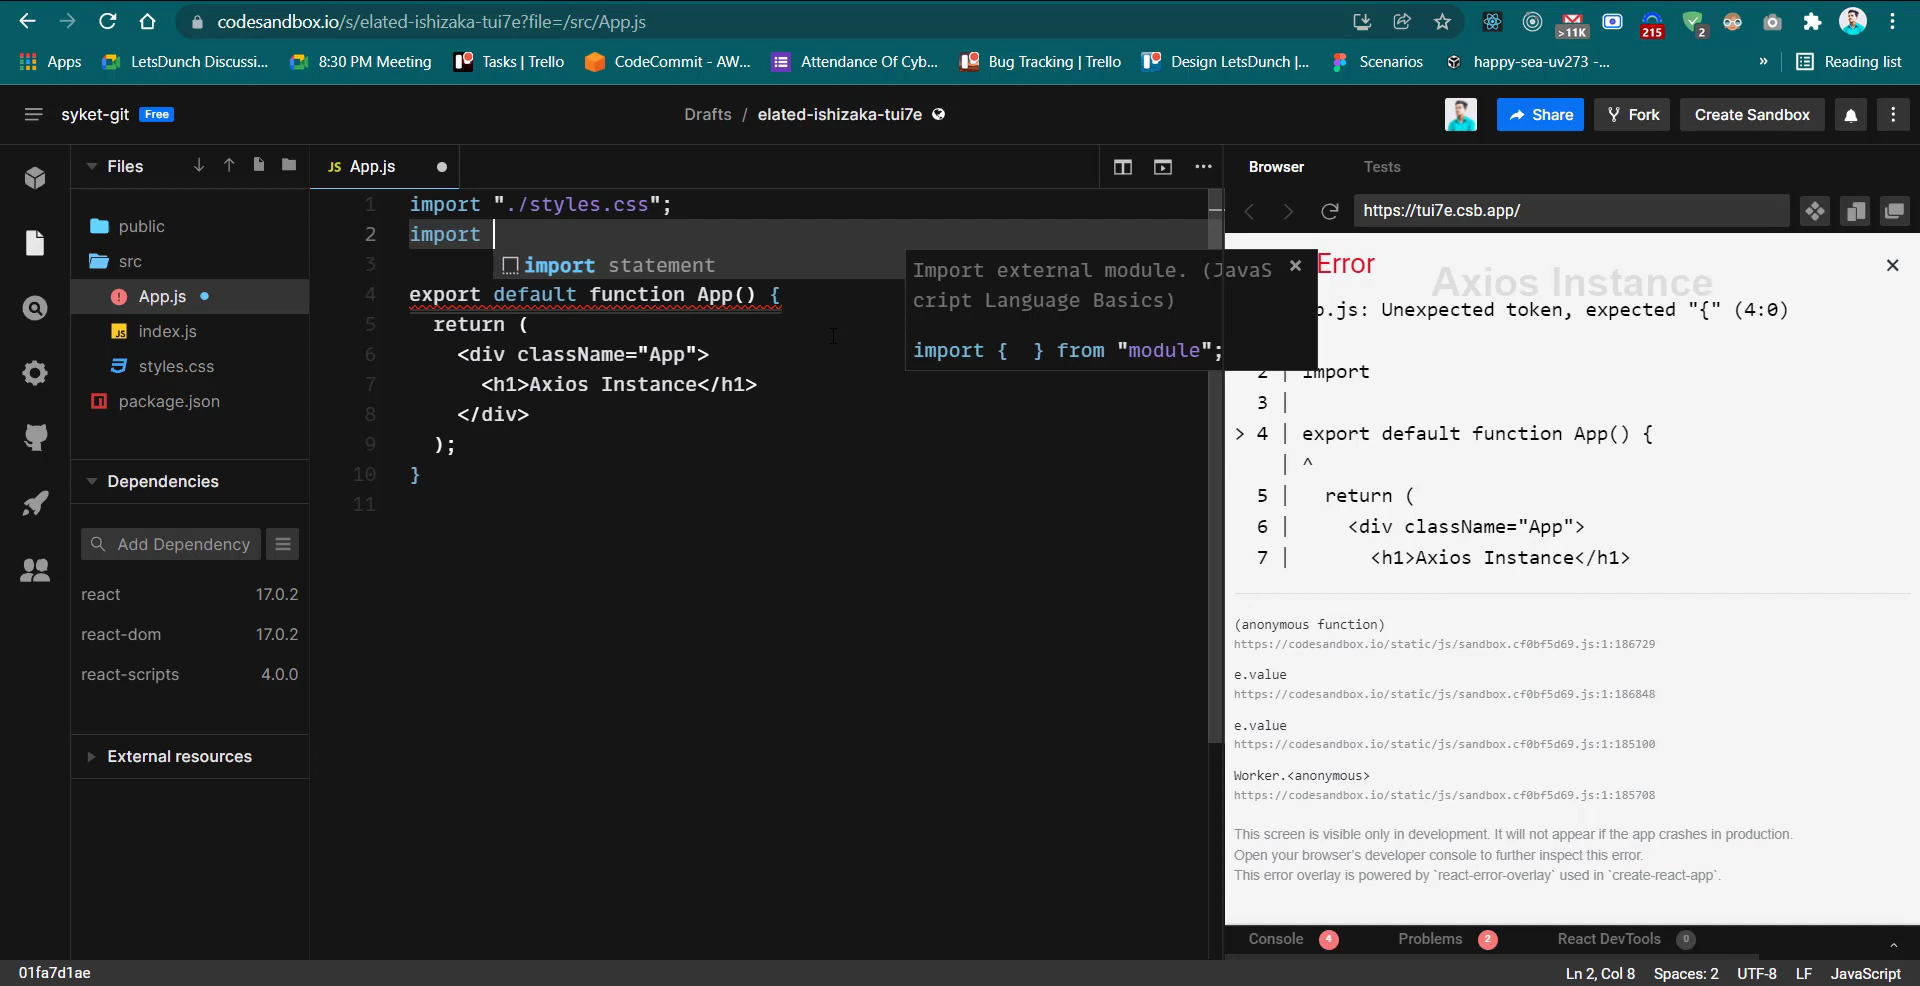 codesandbox.io/s/elated-ishizaka-tui7e?file=/src/App.js
>11K
215
2
Apps
LetsDunch Discussi...
8:30 PM Meeting
Tasks | Trello
CodeCommit - AW...
Attendance Of Cyb...
Bug Tracking | Trello
Design LetsDunch |...
Scenarios
happy-sea-uv273 -...
»
Reading list
syket-git Free
Drafts / elated-ishizaka-tui7e
Share
Fork
Create Sandbox
Files
public
src
App.js
JS index.js
styles.css
package.json
Dependencies
Add Dependency
react 17.0.2
react-dom 17.0.2
react-scripts 4.0.0
External resources
JS App.js
1 import "./styles.css";
2 import
import statement
3
4 export default function App() {
5 return (
6 <div className="App">
7 <h1>Axios Instance</h1>
8 </div>
9 );
10 }
11
Import external module. (JavaS
cript Language Basics)
import { } from "module";
Browser
Tests
https://tui7e.csb.app/
Error
Axios Instance
.js: Unexpected token, expected "{" (4:0)
2 | import
3 |
> 4 | export default function App() {
| ^
5 | return (
6 | <div className="App">
7 | <h1>Axios Instance</h1>
(anonymous function)
https://codesandbox.io/static/js/sandbox.cf0bf5d69.js:1:186729
e.value
https://codesandbox.io/static/js/sandbox.cf0bf5d69.js:1:186848
e.value
https://codesandbox.io/static/js/sandbox.cf0bf5d69.js:1:185100
Worker.<anonymous>
https://codesandbox.io/static/js/sandbox.cf0bf5d69.js:1:185708
This screen is visible only in development. It will not appear if the app crashes in production.
Open your browser's developer console to further inspect this error.
This error overlay is powered by `react-error-overlay` used in `create-react-app`.
Console 4
Problems 2
React DevTools 0
01fa7d1ae
Ln 2, Col 8
Spaces: 2
UTF-8
LF
JavaScript